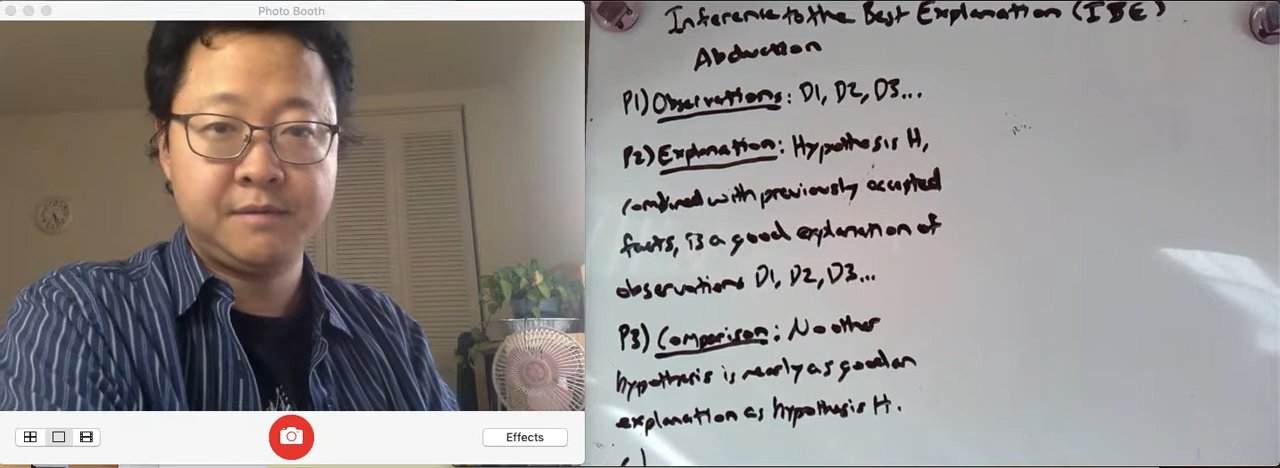 Photo Booth
Effects
Inference to the Best Explanation (IBE)
Abduction
P1) Observations: D1, D2, D3...
P2) Explanation: Hypothesis H,
combined with previously accepted
facts, is a good explanation of
observations D1, D2, D3...
P3) Comparison: No other
hypothesis is nearly as good an
explanation as hypothesis H.